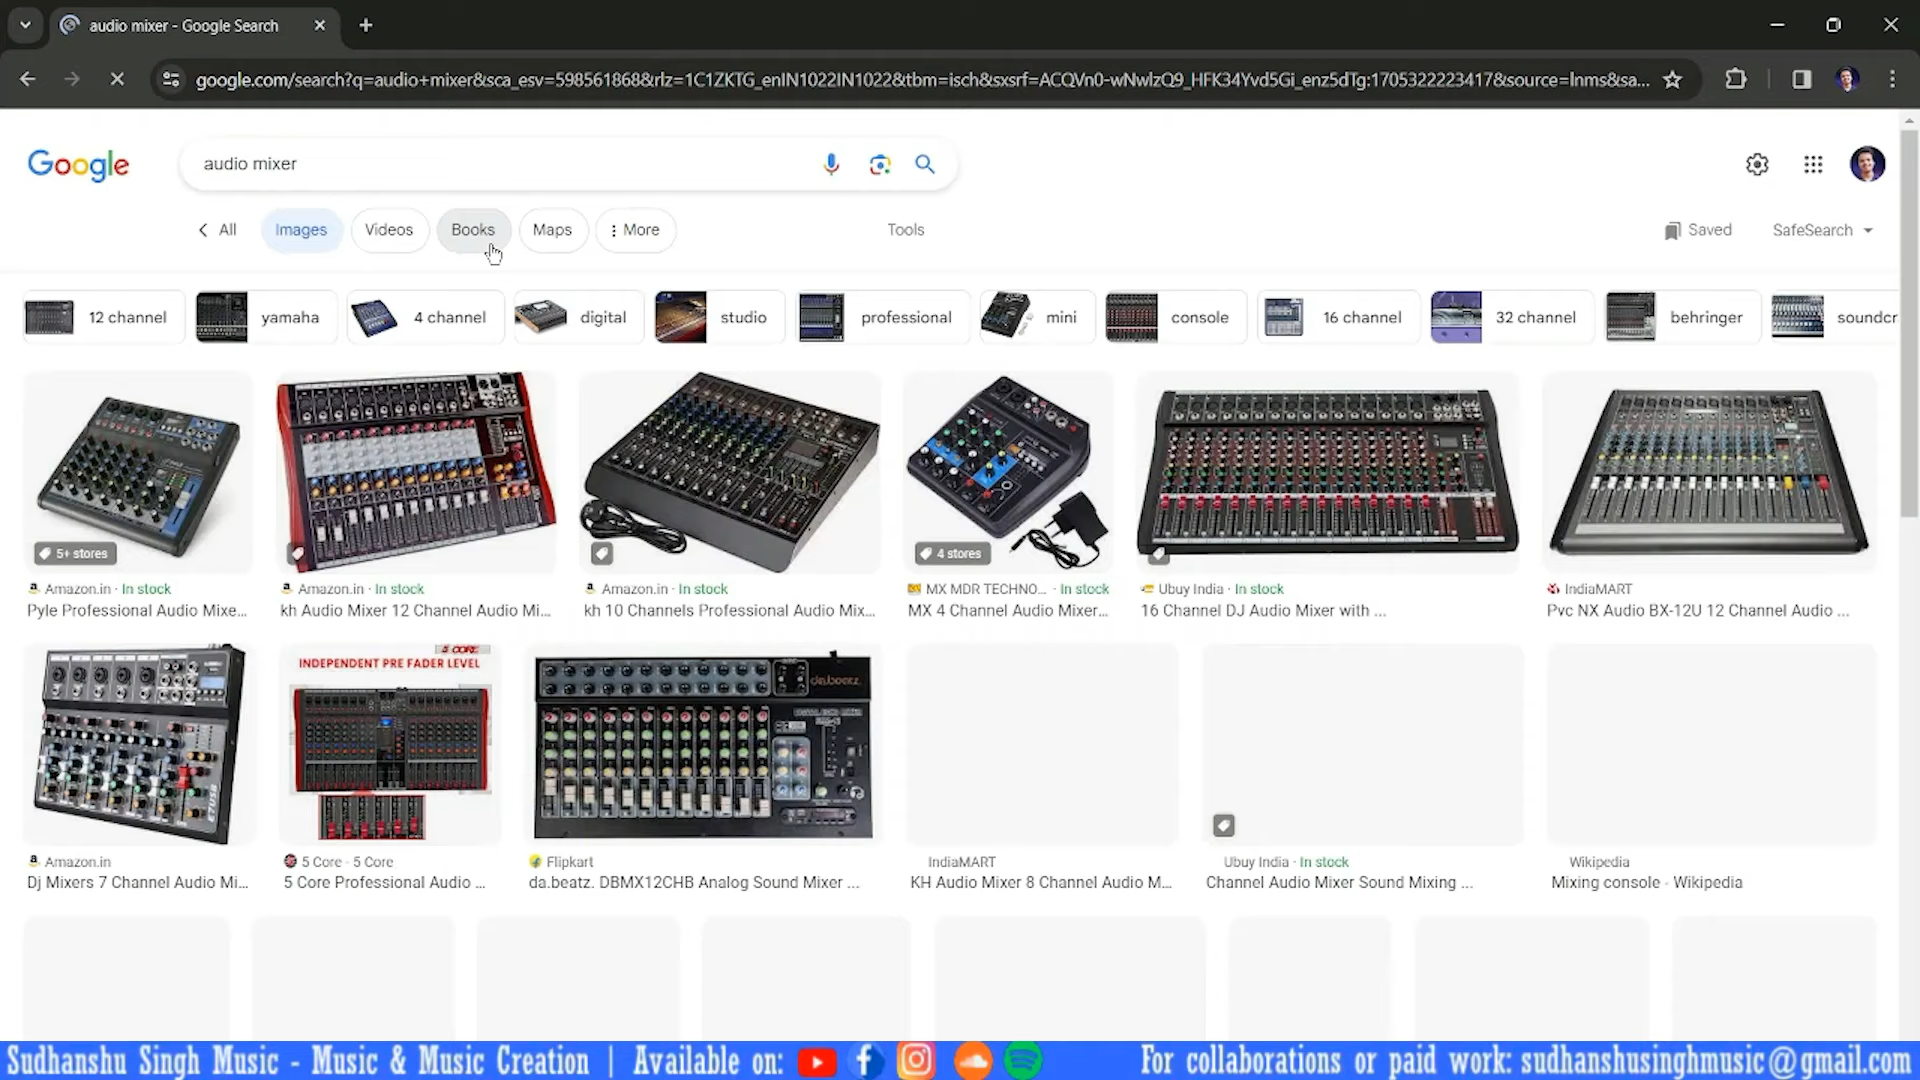 audio mixer - Google Search
google.com/search?q=audio+mixer&sca_esv=598561868&rlz=1C1ZKTG_enIN1022IN1022&tbm=isch&sxsrf=ACQVn0-wNwlzQ9_HFK34Yvd5Gi_enz5dTg:1705322223417&source=lnms&sa...
Google
audio mixer
All
Images
Videos
Books
Maps
More
Tools
Saved
SafeSearch
12 channel
yamaha
4 channel
digital
studio
professional
mini
console
16 channel
32 channel
behringer
soundcr
5+ stores
4 stores
Amazon.in · In stock
Pyle Professional Audio Mixe...
Amazon.in · In stock
kh Audio Mixer 12 Channel Audio Mi...
Amazon.in · In stock
kh 10 Channels Professional Audio Mix...
MX MDR TECHNO... · In stock
MX 4 Channel Audio Mixer...
Ubuy India · In stock
16 Channel DJ Audio Mixer with ...
IndiaMART
Pvc NX Audio BX-12U 12 Channel Audio ...
5 CORE
INDEPENDENT PRE FADER LEVEL
da.beatz.
Amazon.in
Dj Mixers 7 Channel Audio Mi...
5 Core · 5 Core
5 Core Professional Audio ...
Flipkart
da.beatz. DBMX12CHB Analog Sound Mixer ...
IndiaMART
KH Audio Mixer 8 Channel Audio M...
Ubuy India · In stock
Channel Audio Mixer Sound Mixing ...
Wikipedia
Mixing console - Wikipedia
Sudhanshu Singh Music - Music & Music Creation | Available on:
For collaborations or paid work: sudhanshusinghmusic@gmail.com